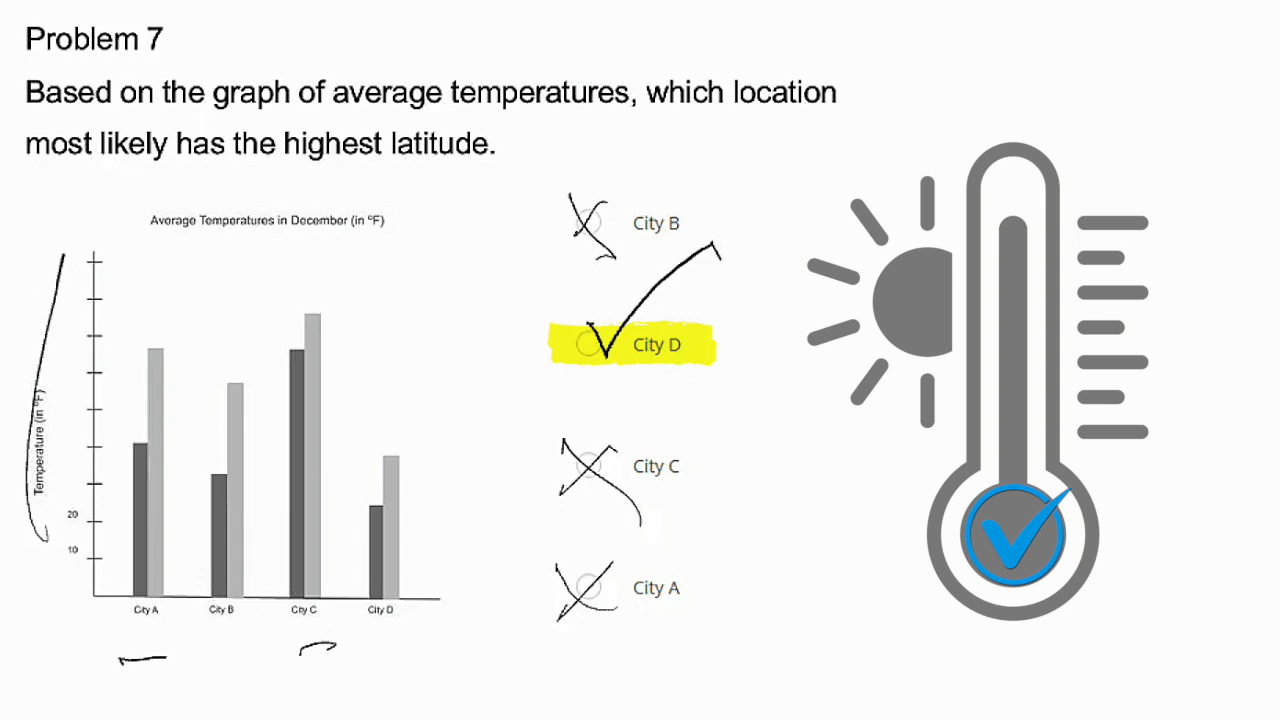 Problem 7
Based on the graph of average temperatures, which location
most likely has the highest latitude.
Average Temperatures in December (in °F)
Temperature (in °F)
20
10
City A
City B
City C
City D
City B
City D
City C
City A